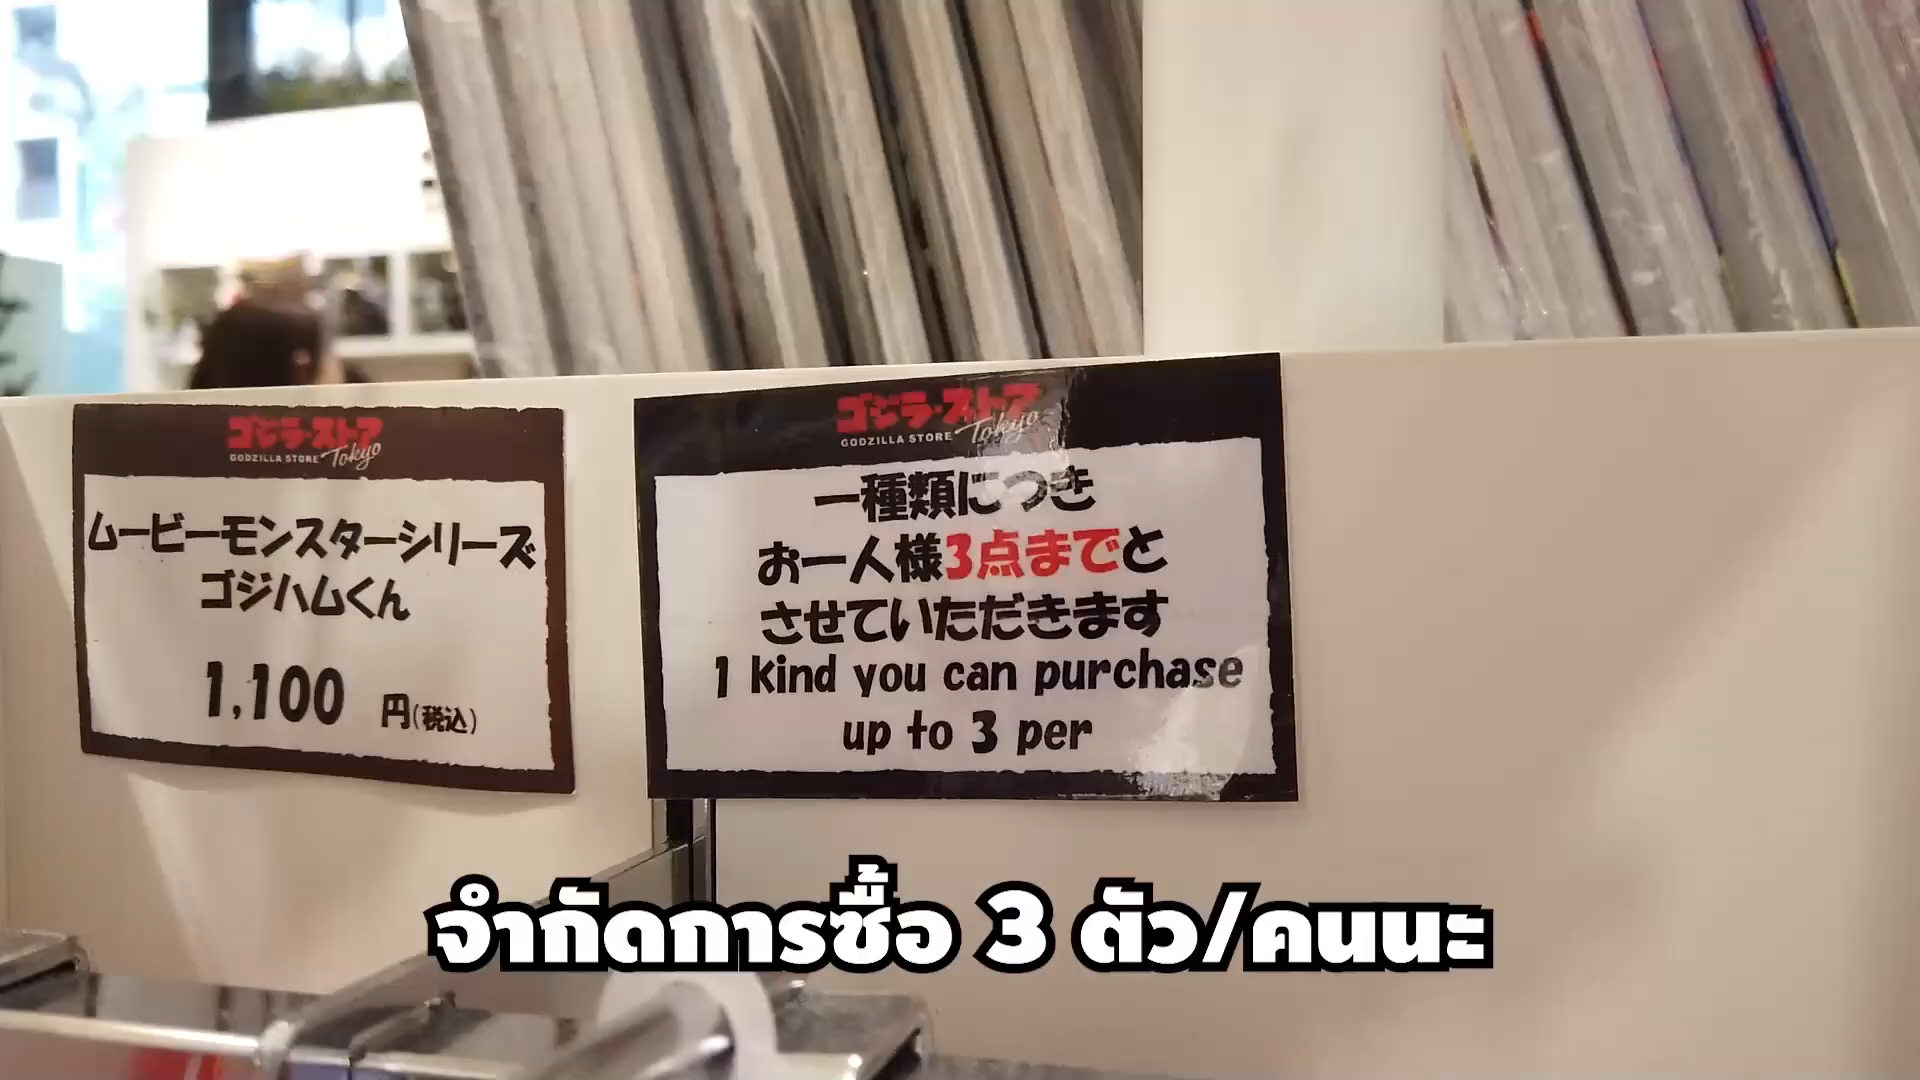 ゴジラ・ストア
GODZILLA STORE Tokyo
ムービーモンスターシリーズ
ゴジハムくん
1,100 円(税込)
ゴジラ・ストア
GODZILLA STORE Tokyo
一種類につき
お一人様3点までと
させていただきます
1 kind you can purchase
up to 3 per
จำกัดการซื้อ 3 ตัว/คนนะ